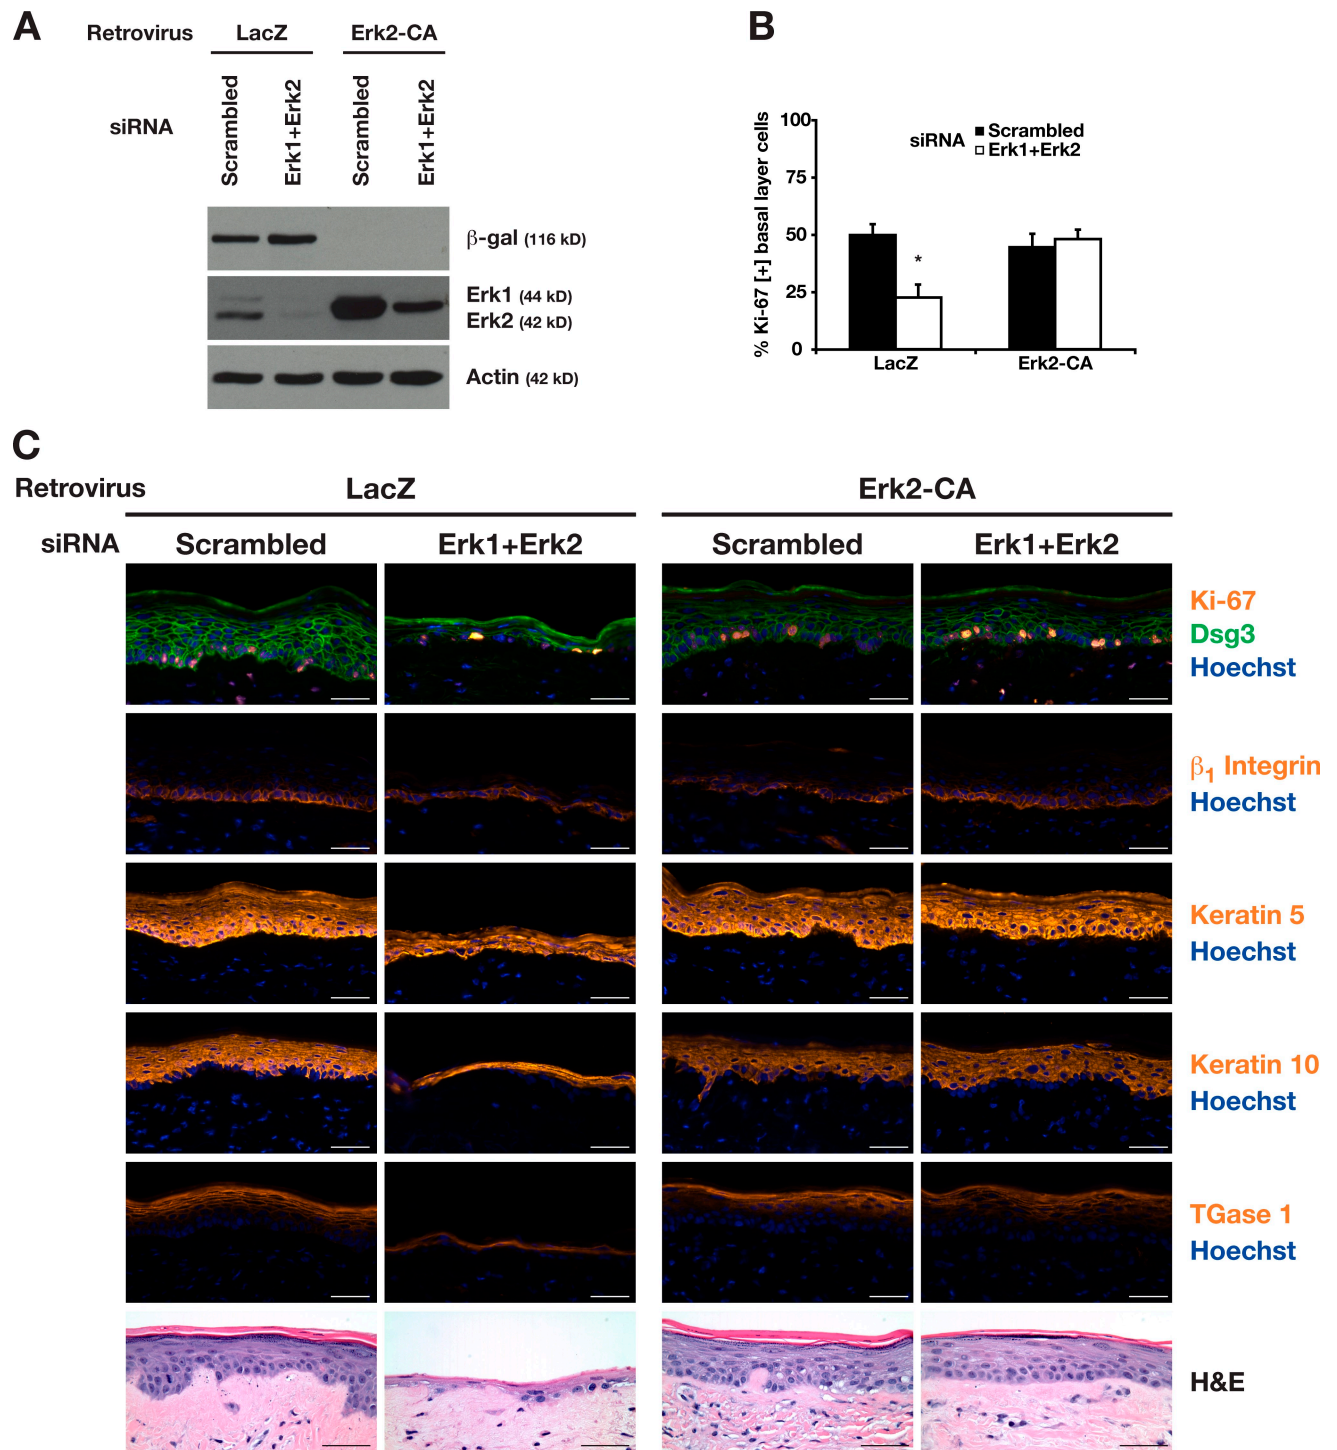 A
Retrovirus LacZ Erk2-CA
siRNA Scrambled Erk1+Erk2 Scrambled Erk1+Erk2
β-gal (116 kD)
Erk1 (44 kD)
Erk2 (42 kD)
Actin (42 kD)
B
% Ki-67 [+] basal layer cells
100
75
50
25
0
siRNA Scrambled
Erk1+Erk2
*
LacZ Erk2-CA
C
Retrovirus LacZ Erk2-CA
siRNA Scrambled Erk1+Erk2 Scrambled Erk1+Erk2
Ki-67
Dsg3
Hoechst
β1 Integrin
Hoechst
Keratin 5
Hoechst
Keratin 10
Hoechst
TGase 1
Hoechst
H&E